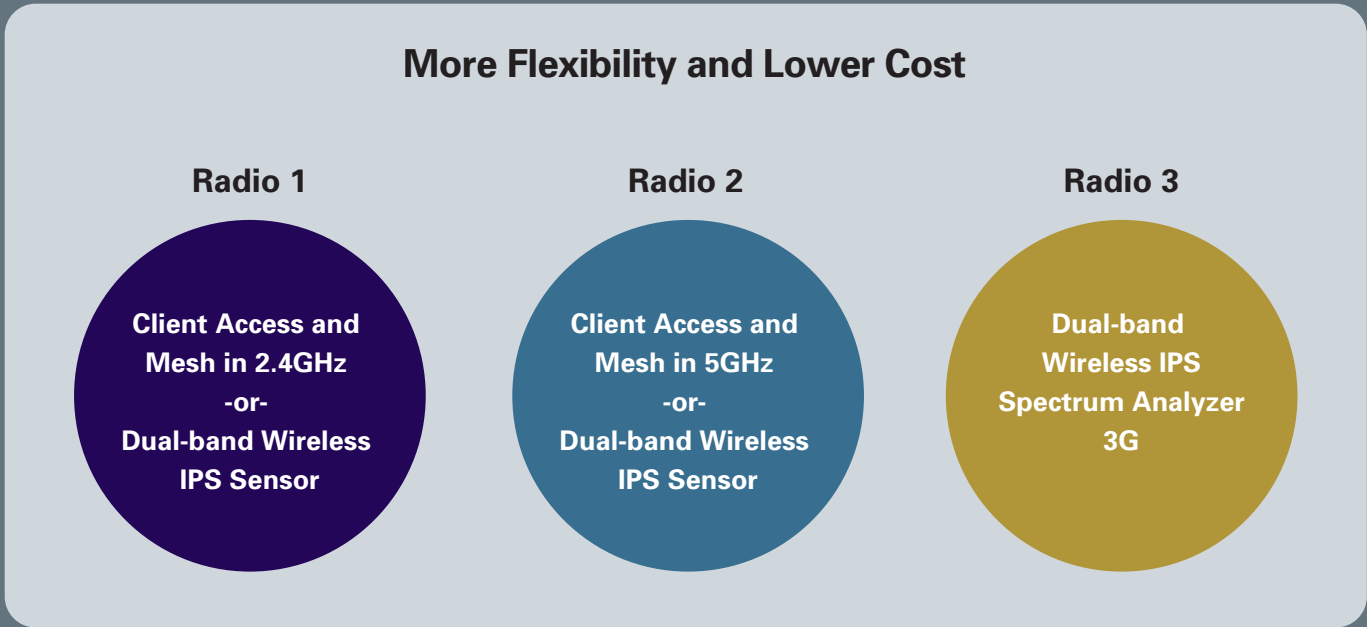 More Flexibility and Lower Cost
Radio 1
Client Access and
Mesh in 2.4GHz
-or-
Dual-band Wireless
IPS Sensor
Radio 2
Client Access and
Mesh in 5GHz
-or-
Dual-band Wireless
IPS Sensor
Radio 3
Dual-band
Wireless IPS
Spectrum Analyzer
3G